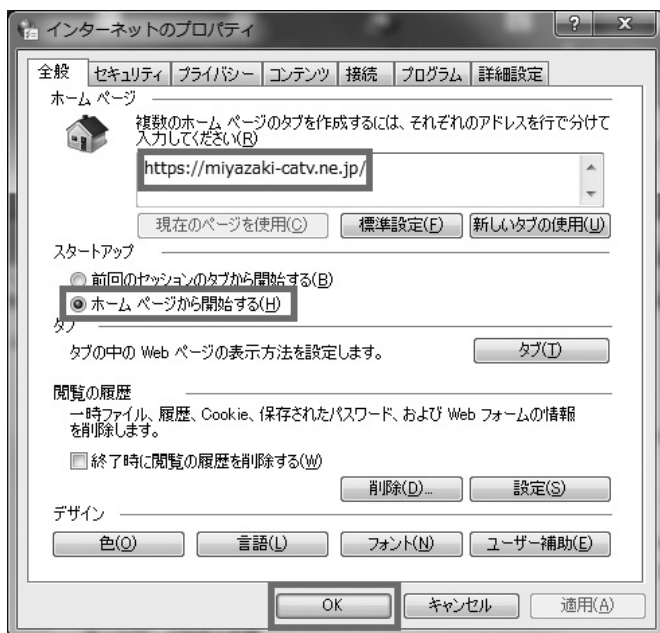 インターネットのプロパティ
? X
全般 セキュリティ プライバシー コンテンツ 接続 プログラム 詳細設定
ホーム ページ
複数のホーム ページのタブを作成するには、それぞれのアドレスを行で分けて
入力してください(R)
https://miyazaki-catv.ne.jp/
現在のページを使用(C) 標準設定(F) 新しいタブの使用(U)
スタートアップ
前回のセッションのタブから開始する(B)
ホーム ページから開始する(H)
タブ
タブの中の Web ページの表示方法を設定します。 タブ(T)
閲覧の履歴
一時ファイル、履歴、Cookie、保存されたパスワード、および Web フォームの情報
を削除します。
終了時に閲覧の履歴を削除する(W)
削除(D)... 設定(S)
デザイン
色(O) 言語(L) フォント(N) ユーザー補助(E)
OK キャンセル 適用(A)